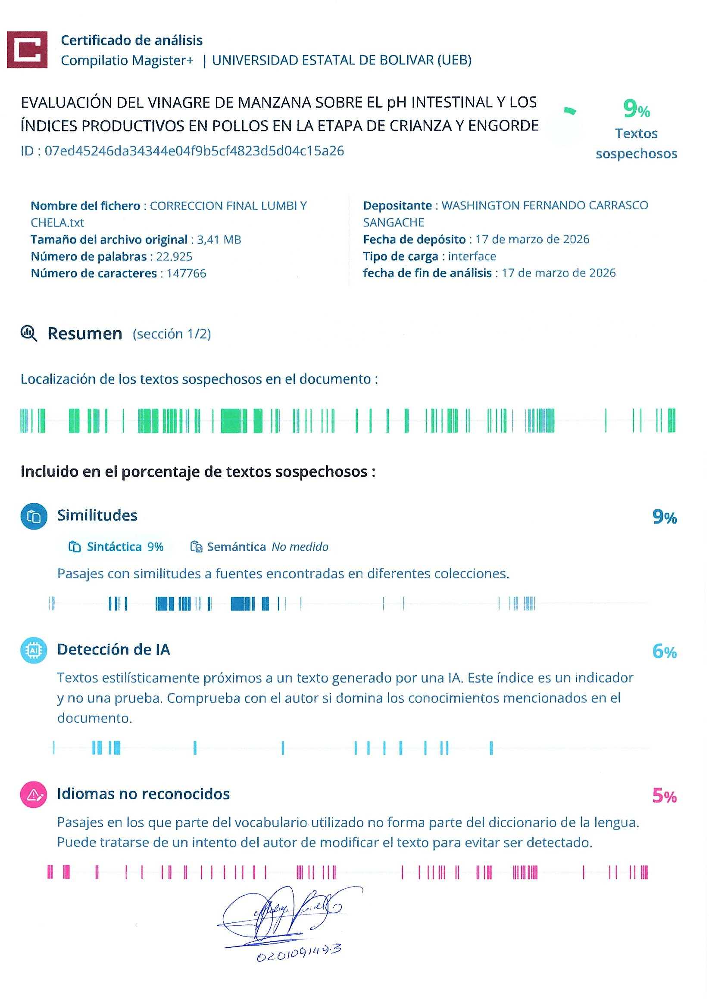 Certificado de análisis
Compilatio Magister+ | UNIVERSIDAD ESTATAL DE BOLIVAR (UEB)
EVALUACIÓN DEL VINAGRE DE MANZANA SOBRE EL pH INTESTINAL Y LOS
ÍNDICES PRODUCTIVOS EN POLLOS EN LA ETAPA DE CRIANZA Y ENGORDE
ID : 07ed45246da34344e04f9b5cf4823d5d04c15a26
9%
Textos
sospechosos
Nombre del fichero : CORRECCION FINAL LUMBI Y
CHELA.txt
Tamaño del archivo original : 3,41 MB
Número de palabras : 22.925
Número de caracteres : 147766
Depositante : WASHINGTON FERNANDO CARRASCO
SANGACHE
Fecha de depósito : 17 de marzo de 2026
Tipo de carga : interface
fecha de fin de análisis : 17 de marzo de 2026
Resumen (sección 1/2)
Localización de los textos sospechosos en el documento :
Incluido en el porcentaje de textos sospechosos :
Similitudes 9%
Sintáctica 9% Semántica No medido
Pasajes con similitudes a fuentes encontradas en diferentes colecciones.
AI Detección de IA 6%
Textos estilísticamente próximos a un texto generado por una IA. Este índice es un indicador
y no una prueba. Comprueba con el autor si domina los conocimientos mencionados en el
documento.
Idiomas no reconocidos 5%
Pasajes en los que parte del vocabulario utilizado no forma parte del diccionario de la lengua.
Puede tratarse de un intento del autor de modificar el texto para evitar ser detectado.
020109149-3